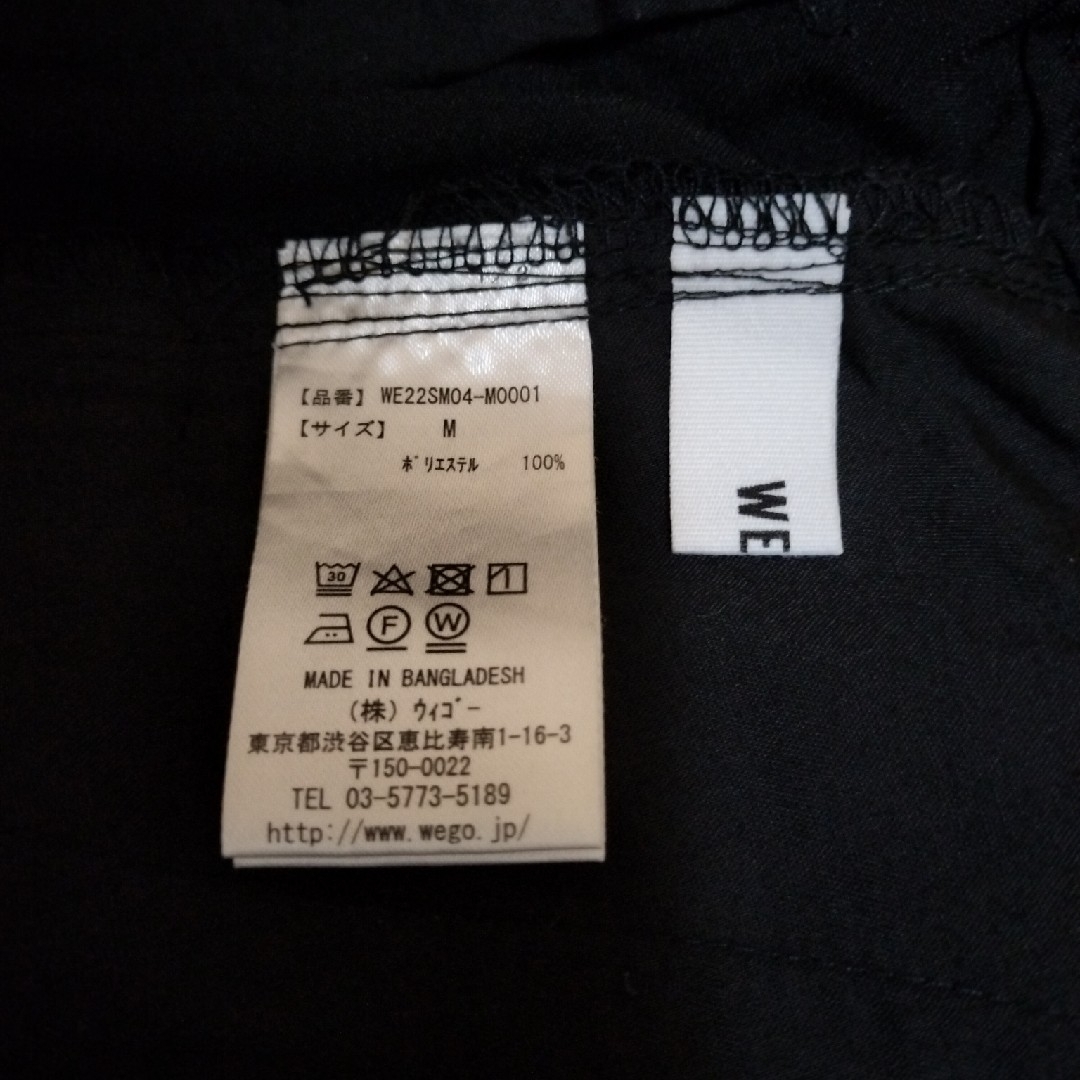 【品番】 WE22SM04-M0001
【サイズ】 M
ﾎﾟﾘｴｽﾃﾙ 100%
30
F W
MADE IN BANGLADESH
(株) ｳｨｺﾞｰ
東京都渋谷区恵比寿南1-16-3
〒150-0022
TEL 03-5773-5189
http://www.wego.jp/
WE